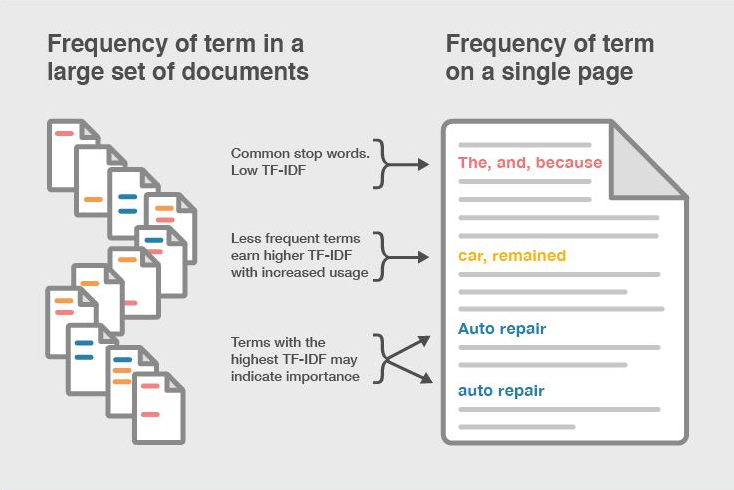 Frequency of term in a
large set of documents
Frequency of term
on a single page
Common stop words.
Low TF-IDF
The, and, because
Less frequent terms
earn higher TF-IDF
with increased usage
car, remained
Terms with the
highest TF-IDF may
indicate importance
Auto repair
auto repair